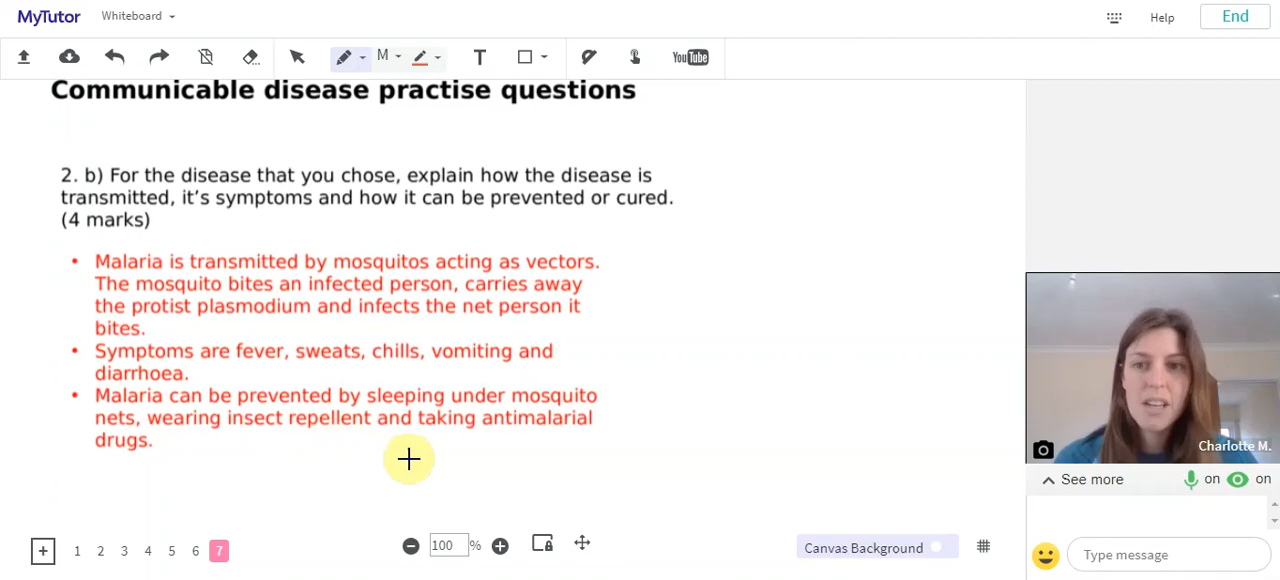 MyTutor Whiteboard Help End
M T YouTube
Communicable disease practise questions
2. b) For the disease that you chose, explain how the disease is
transmitted, it's symptoms and how it can be prevented or cured.
(4 marks)
• Malaria is transmitted by mosquitos acting as vectors.
The mosquito bites an infected person, carries away
the protist plasmodium and infects the net person it
bites.
• Symptoms are fever, sweats, chills, vomiting and
diarrhoea.
• Malaria can be prevented by sleeping under mosquito
nets, wearing insect repellent and taking antimalarial
drugs.
Charlotte M.
See more on on
+ 1 2 3 4 5 6 7 100 % Canvas Background
Type message